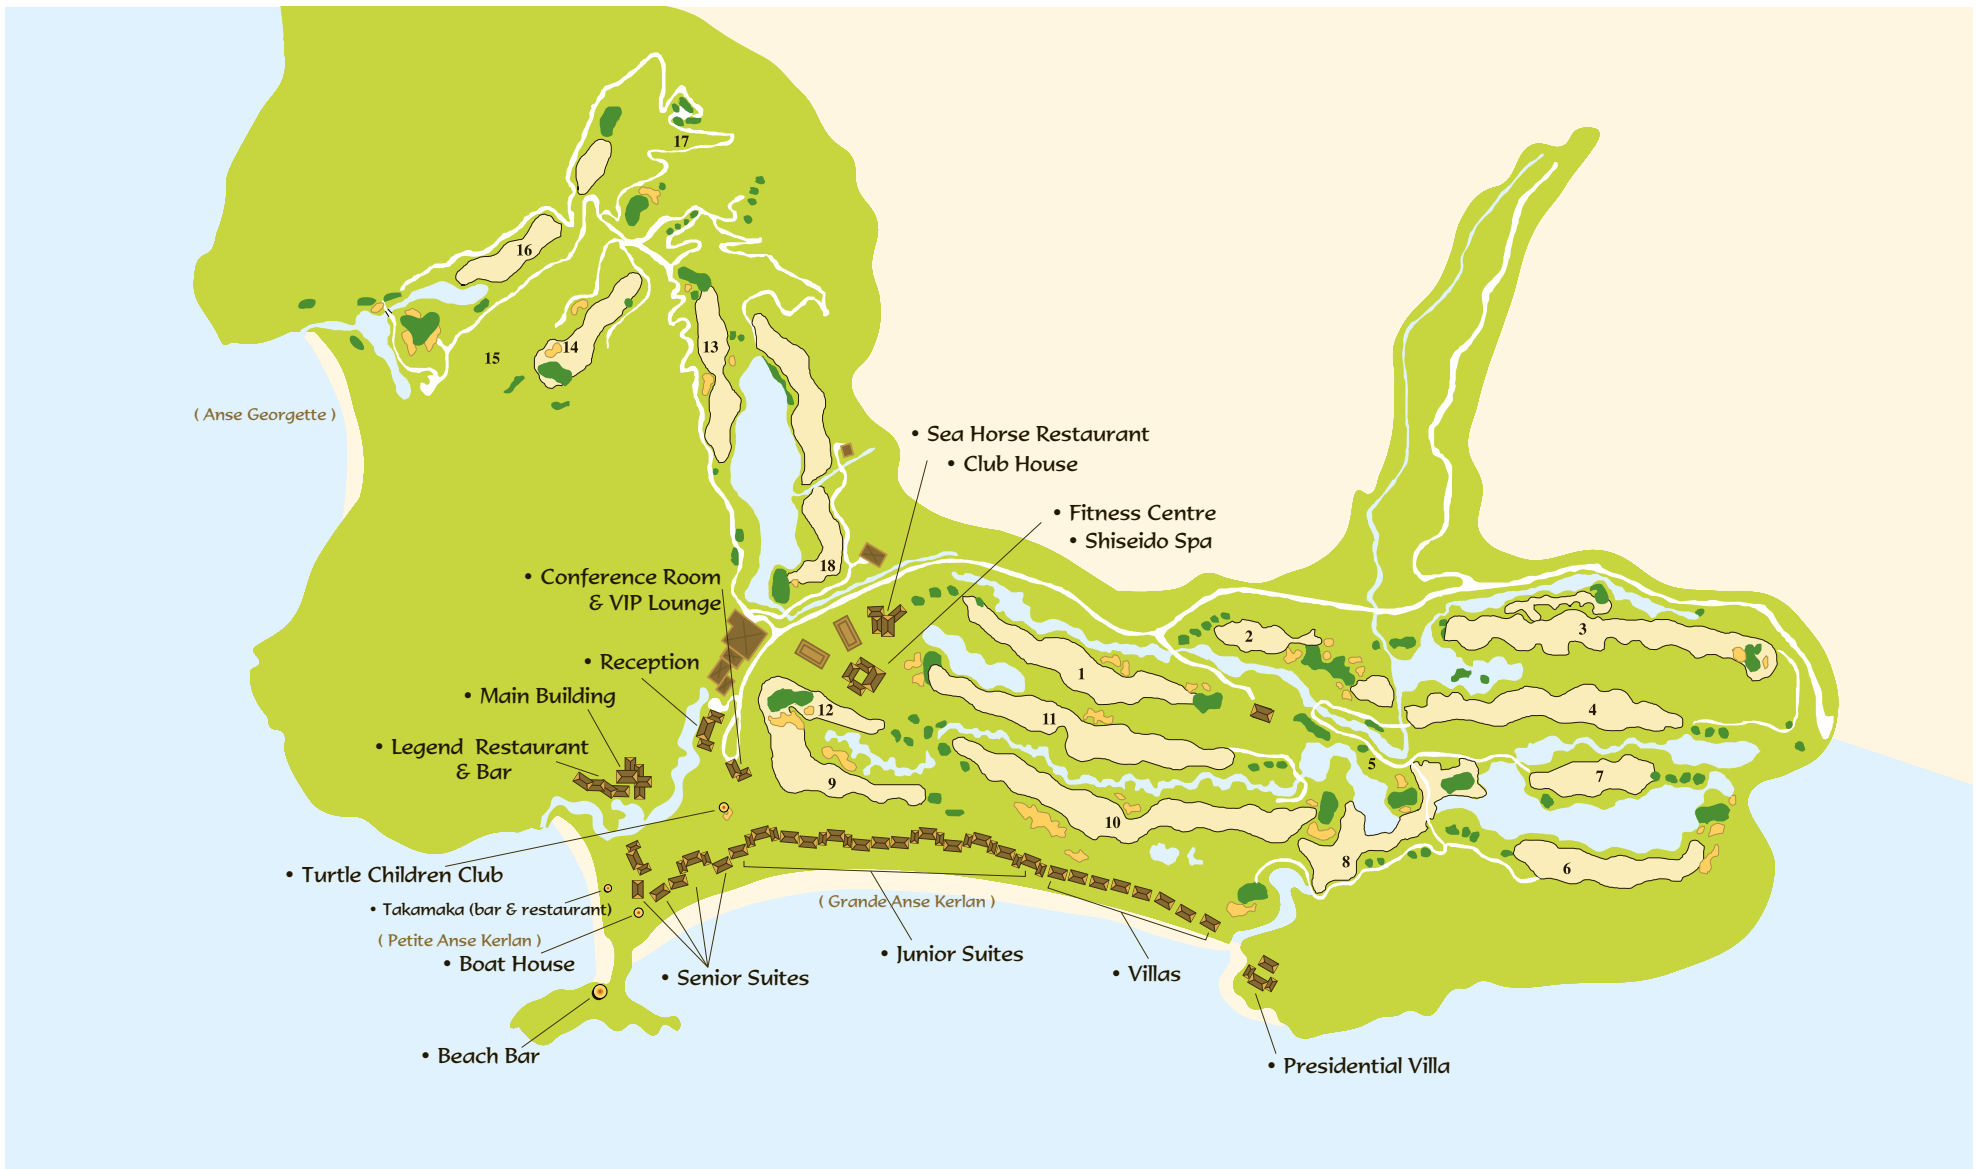 17
16
15
14
13
( Anse Georgette )
• Sea Horse Restaurant
• Club House
• Fitness Centre
• Shiseido Spa
18
• Conference Room
& VIP Lounge
2
3
• Reception
1
• Main Building
12
11
4
• Legend Restaurant
& Bar
5
7
9
10
8
6
• Turtle Children Club
• Takamaka (bar & restaurant)
( Grande Anse Kerlan )
( Petite Anse Kerlan )
• Boat House
• Senior Suites
• Junior Suites
• Villas
• Beach Bar
• Presidential Villa